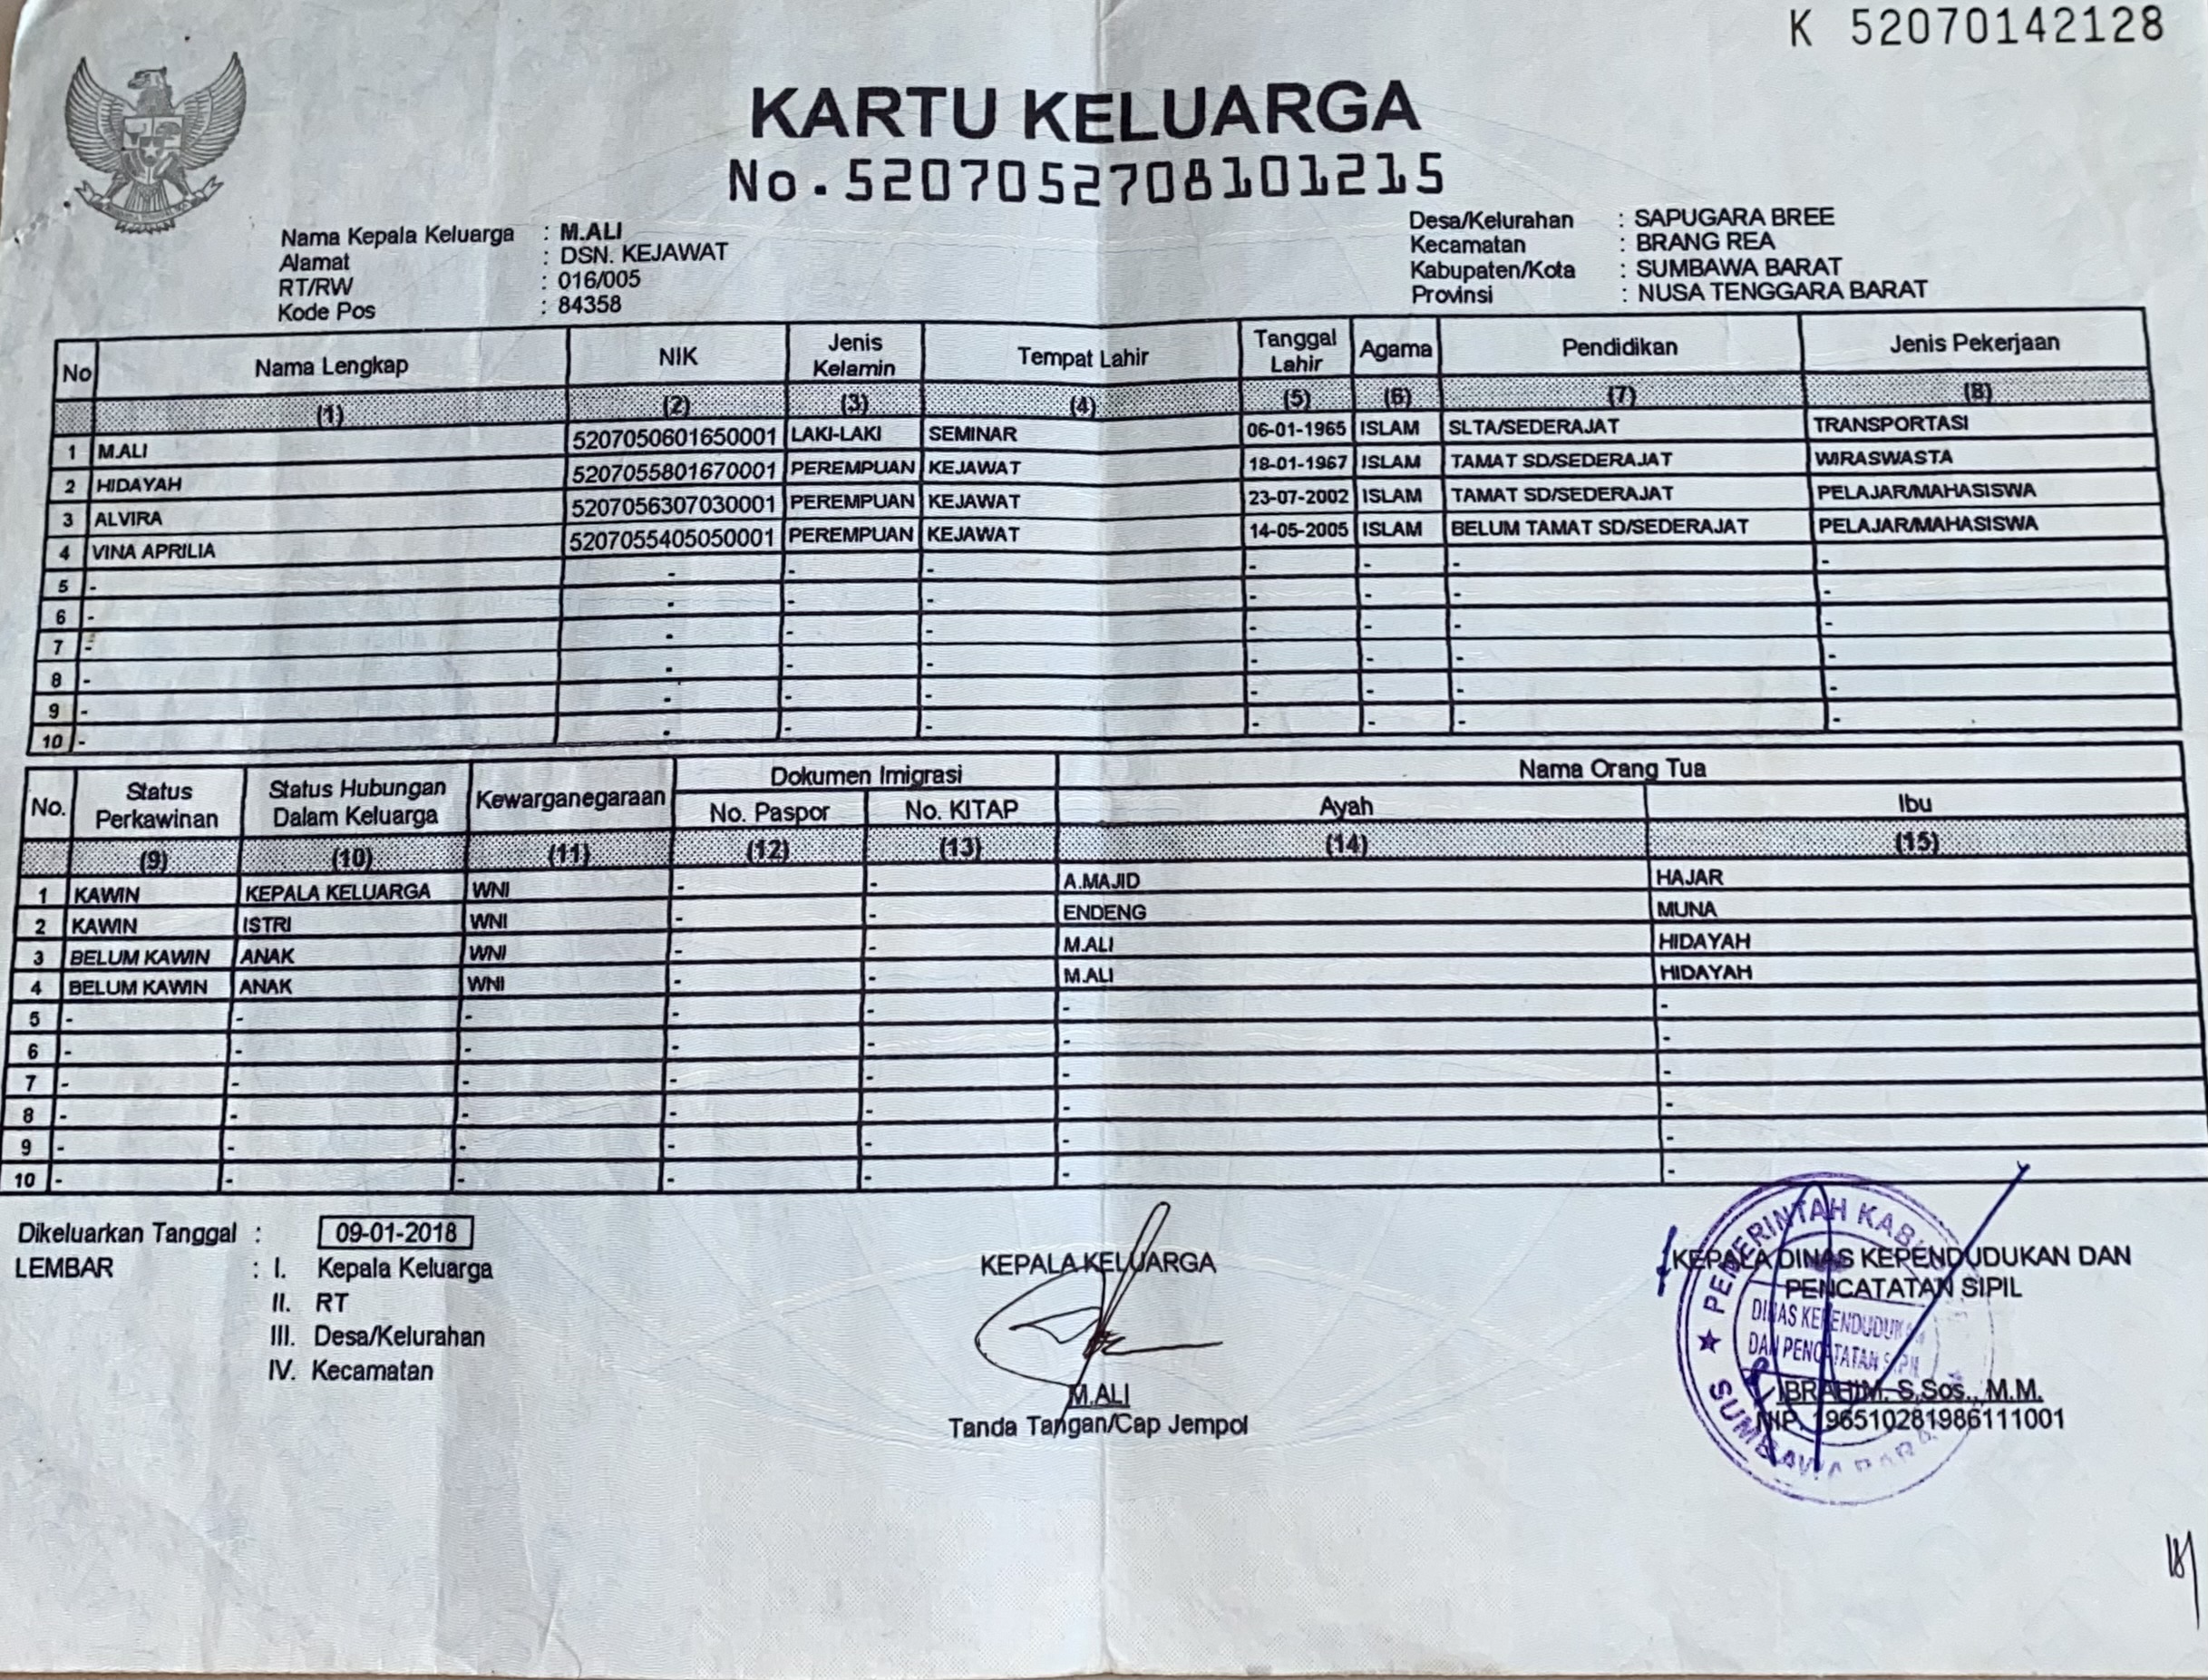 K 52070142128
KARTU KELUARGA
No. 5207052708101215
Nama Kepala Keluarga : M.ALI
Alamat : DSN. KEJAWAT
RT/RW : 016/005
Kode Pos : 84358
Desa/Kelurahan : SAPUGARA BREE
Kecamatan : BRANG REA
Kabupaten/Kota : SUMBAWA BARAT
Provinsi : NUSA TENGGARA BARAT
No Nama Lengkap NIK Jenis Kelamin Tempat Lahir Tanggal Lahir Agama Pendidikan Jenis Pekerjaan
(1) (2) (3) (4) (5) (6) (7) (8)
1 M.ALI 5207050601650001 LAKI-LAKI SEMINAR 06-01-1965 ISLAM SLTA/SEDERAJAT TRANSPORTASI
2 HIDAYAH 5207055801670001 PEREMPUAN KEJAWAT 18-01-1967 ISLAM TAMAT SD/SEDERAJAT WIRASWASTA
3 ALVIRA 5207056307030001 PEREMPUAN KEJAWAT 23-07-2002 ISLAM TAMAT SD/SEDERAJAT PELAJAR/MAHASISWA
4 VINA APRILIA 5207055405050001 PEREMPUAN KEJAWAT 14-05-2005 ISLAM BELUM TAMAT SD/SEDERAJAT PELAJAR/MAHASISWA
5 - - - - - - - -
6 - - - - - - - -
7 - - - - - - - -
8 - - - - - - - -
9 - - - - - - - -
10 - - - - - - - -
No. Status Perkawinan Status Hubungan Dalam Keluarga Kewarganegaraan Dokumen Imigrasi Nama Orang Tua
No. Paspor No. KITAP Ayah Ibu
(9) (10) (11) (12) (13) (14) (15)
1 KAWIN KEPALA KELUARGA WNI - - A.MAJID HAJAR
2 KAWIN ISTRI WNI - - ENDENG MUNA
3 BELUM KAWIN ANAK WNI - - M.ALI HIDAYAH
4 BELUM KAWIN ANAK WNI - - M.ALI HIDAYAH
5 - - - - - - -
6 - - - - - - -
7 - - - - - - -
8 - - - - - - -
9 - - - - - - -
10 - - - - - - -
Dikeluarkan Tanggal : 09-01-2018
LEMBAR : I. Kepala Keluarga
II. RT
III. Desa/Kelurahan
IV. Kecamatan
KEPALA KELUARGA
M.ALI
Tanda Tangan/Cap Jempol
KEPALA DINAS KEPENDUDUKAN DAN
PENCATATAN SIPIL
IBRAHIM. S,Sos., M.M.
NIP. 196510281986111001
PEMERINTAH KAB
DINAS KEPENDUDUK
DAN PENCATATAN SIPIL
SUMBAWA BARA